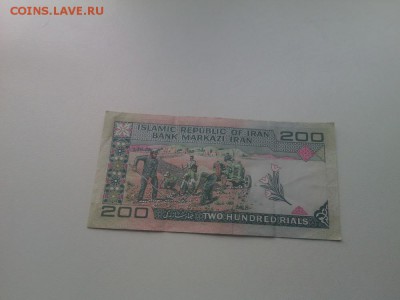 COINS.LAVE.RU
ISLAMIC REPUBLIC OF IRAN
BANK MARKAZI IRAN
200
200
TWO HUNDRED RIALS